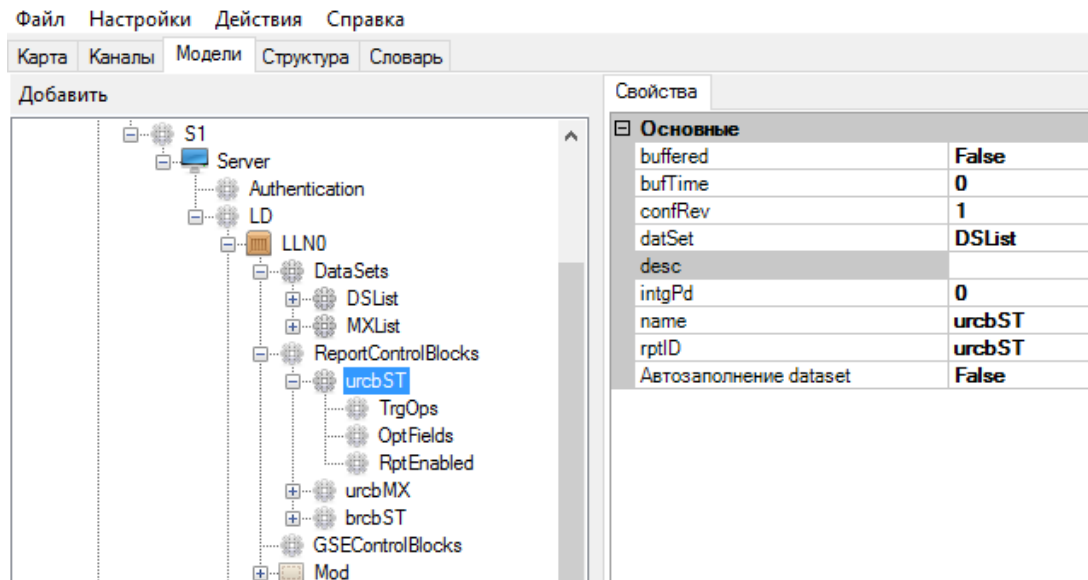 Файл Настройки Действия Справка
Карта Каналы Модели Структура Словарь
Добавить
S1
Server
Authentication
LD
LLN0
DataSets
DSList
MXList
ReportControlBlocks
urcbST
TrgOps
OptFields
RptEnabled
urcbMX
brcbST
GSEControlBlocks
Mod
Свойства
Основные
buffered False
bufTime 0
confRev 1
datSet DSList
desc
intgPd 0
name urcbST
rptID urcbST
Автозаполнение dataset False